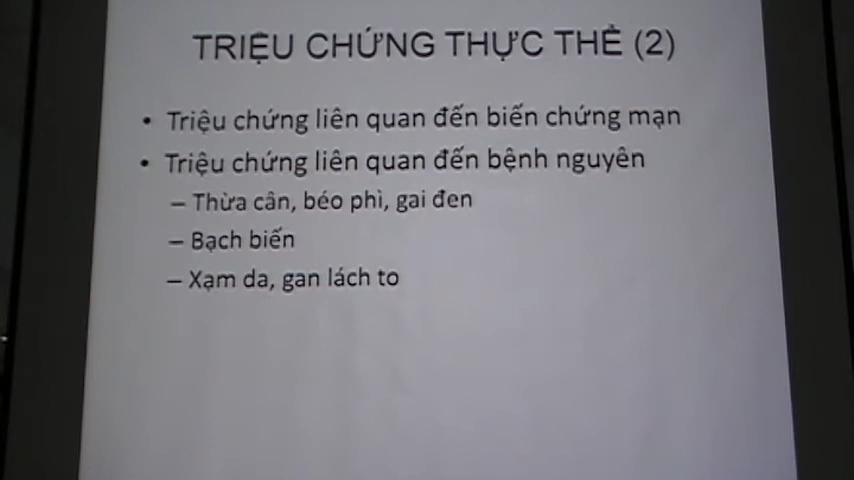 TRIỆU CHỨNG THỰC THỂ (2)
• Triệu chứng liên quan đến biến chứng mạn
• Triệu chứng liên quan đến bệnh nguyên
– Thừa cân, béo phì, gai đen
– Bạch biến
– Xạm da, gan lách to